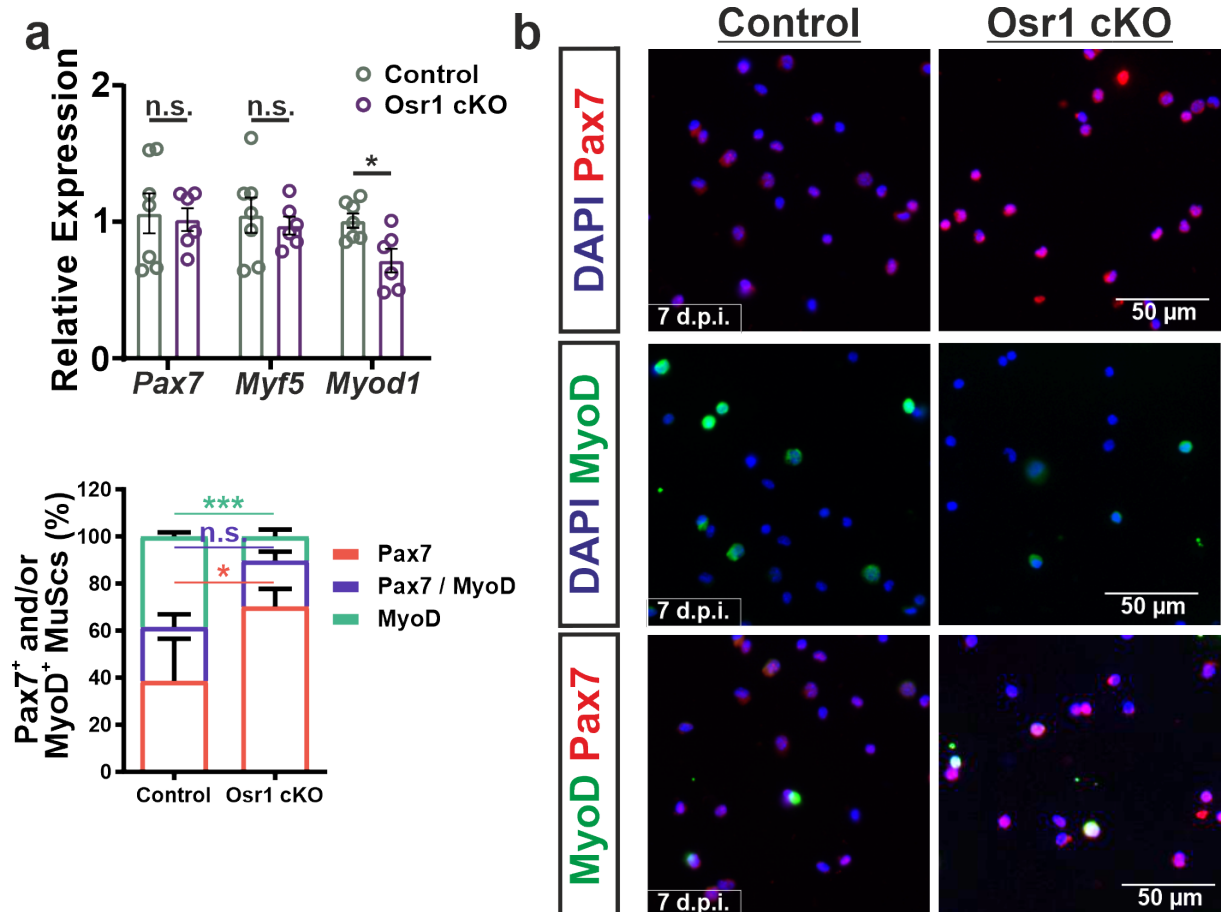 a
Relative Expression
2
1
0
Control
Osr1 cKO
n.s.
n.s.
*
Pax7
Myf5
Myod1
Pax7⁺ and/or
MyoD⁺ MuScs (%)
120
100
80
60
40
20
0
***
n.s.
*
Pax7
Pax7 / MyoD
MyoD
Control
Osr1 cKO
b
Control
Osr1 cKO
DAPI Pax7
7 d.p.i.
50 µm
DAPI MyoD
7 d.p.i.
50 µm
MyoD Pax7
7 d.p.i.
50 µm